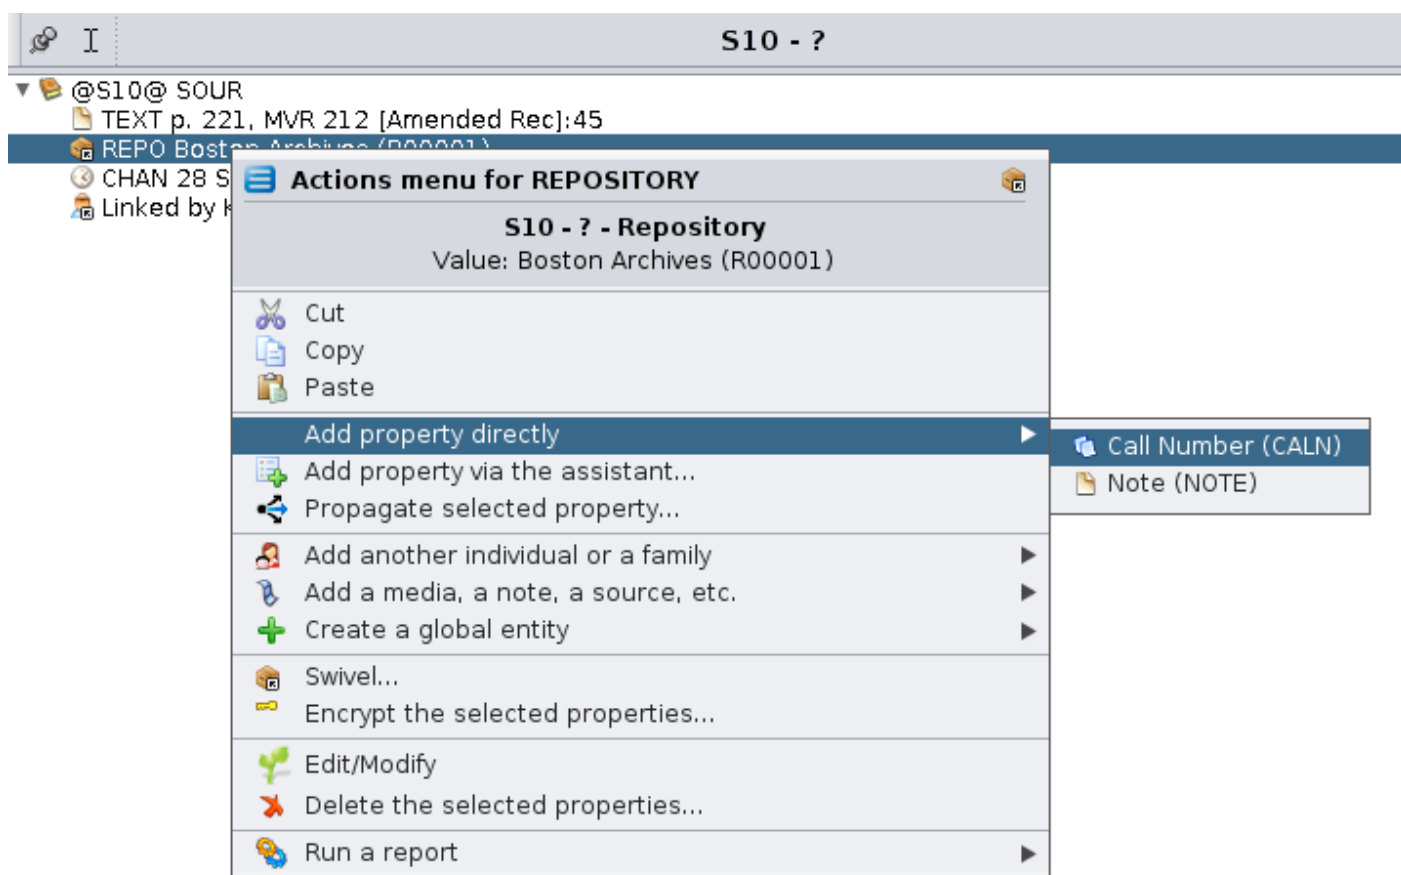 S10 - ?
@S10@ SOUR
TEXT p. 221, MVR 212 [Amended Rec]:45
REPO Boston Archives (R00001)
CHAN 28 S
Linked by
Actions menu for REPOSITORY
S10 - ? - Repository
Value: Boston Archives (R00001)
Cut
Copy
Paste
Add property directly
Call Number (CALN)
Note (NOTE)
Add property via the assistant...
Propagate selected property...
Add another individual or a family
Add a media, a note, a source, etc.
Create a global entity
Swivel...
Encrypt the selected properties...
Edit/Modify
Delete the selected properties...
Run a report